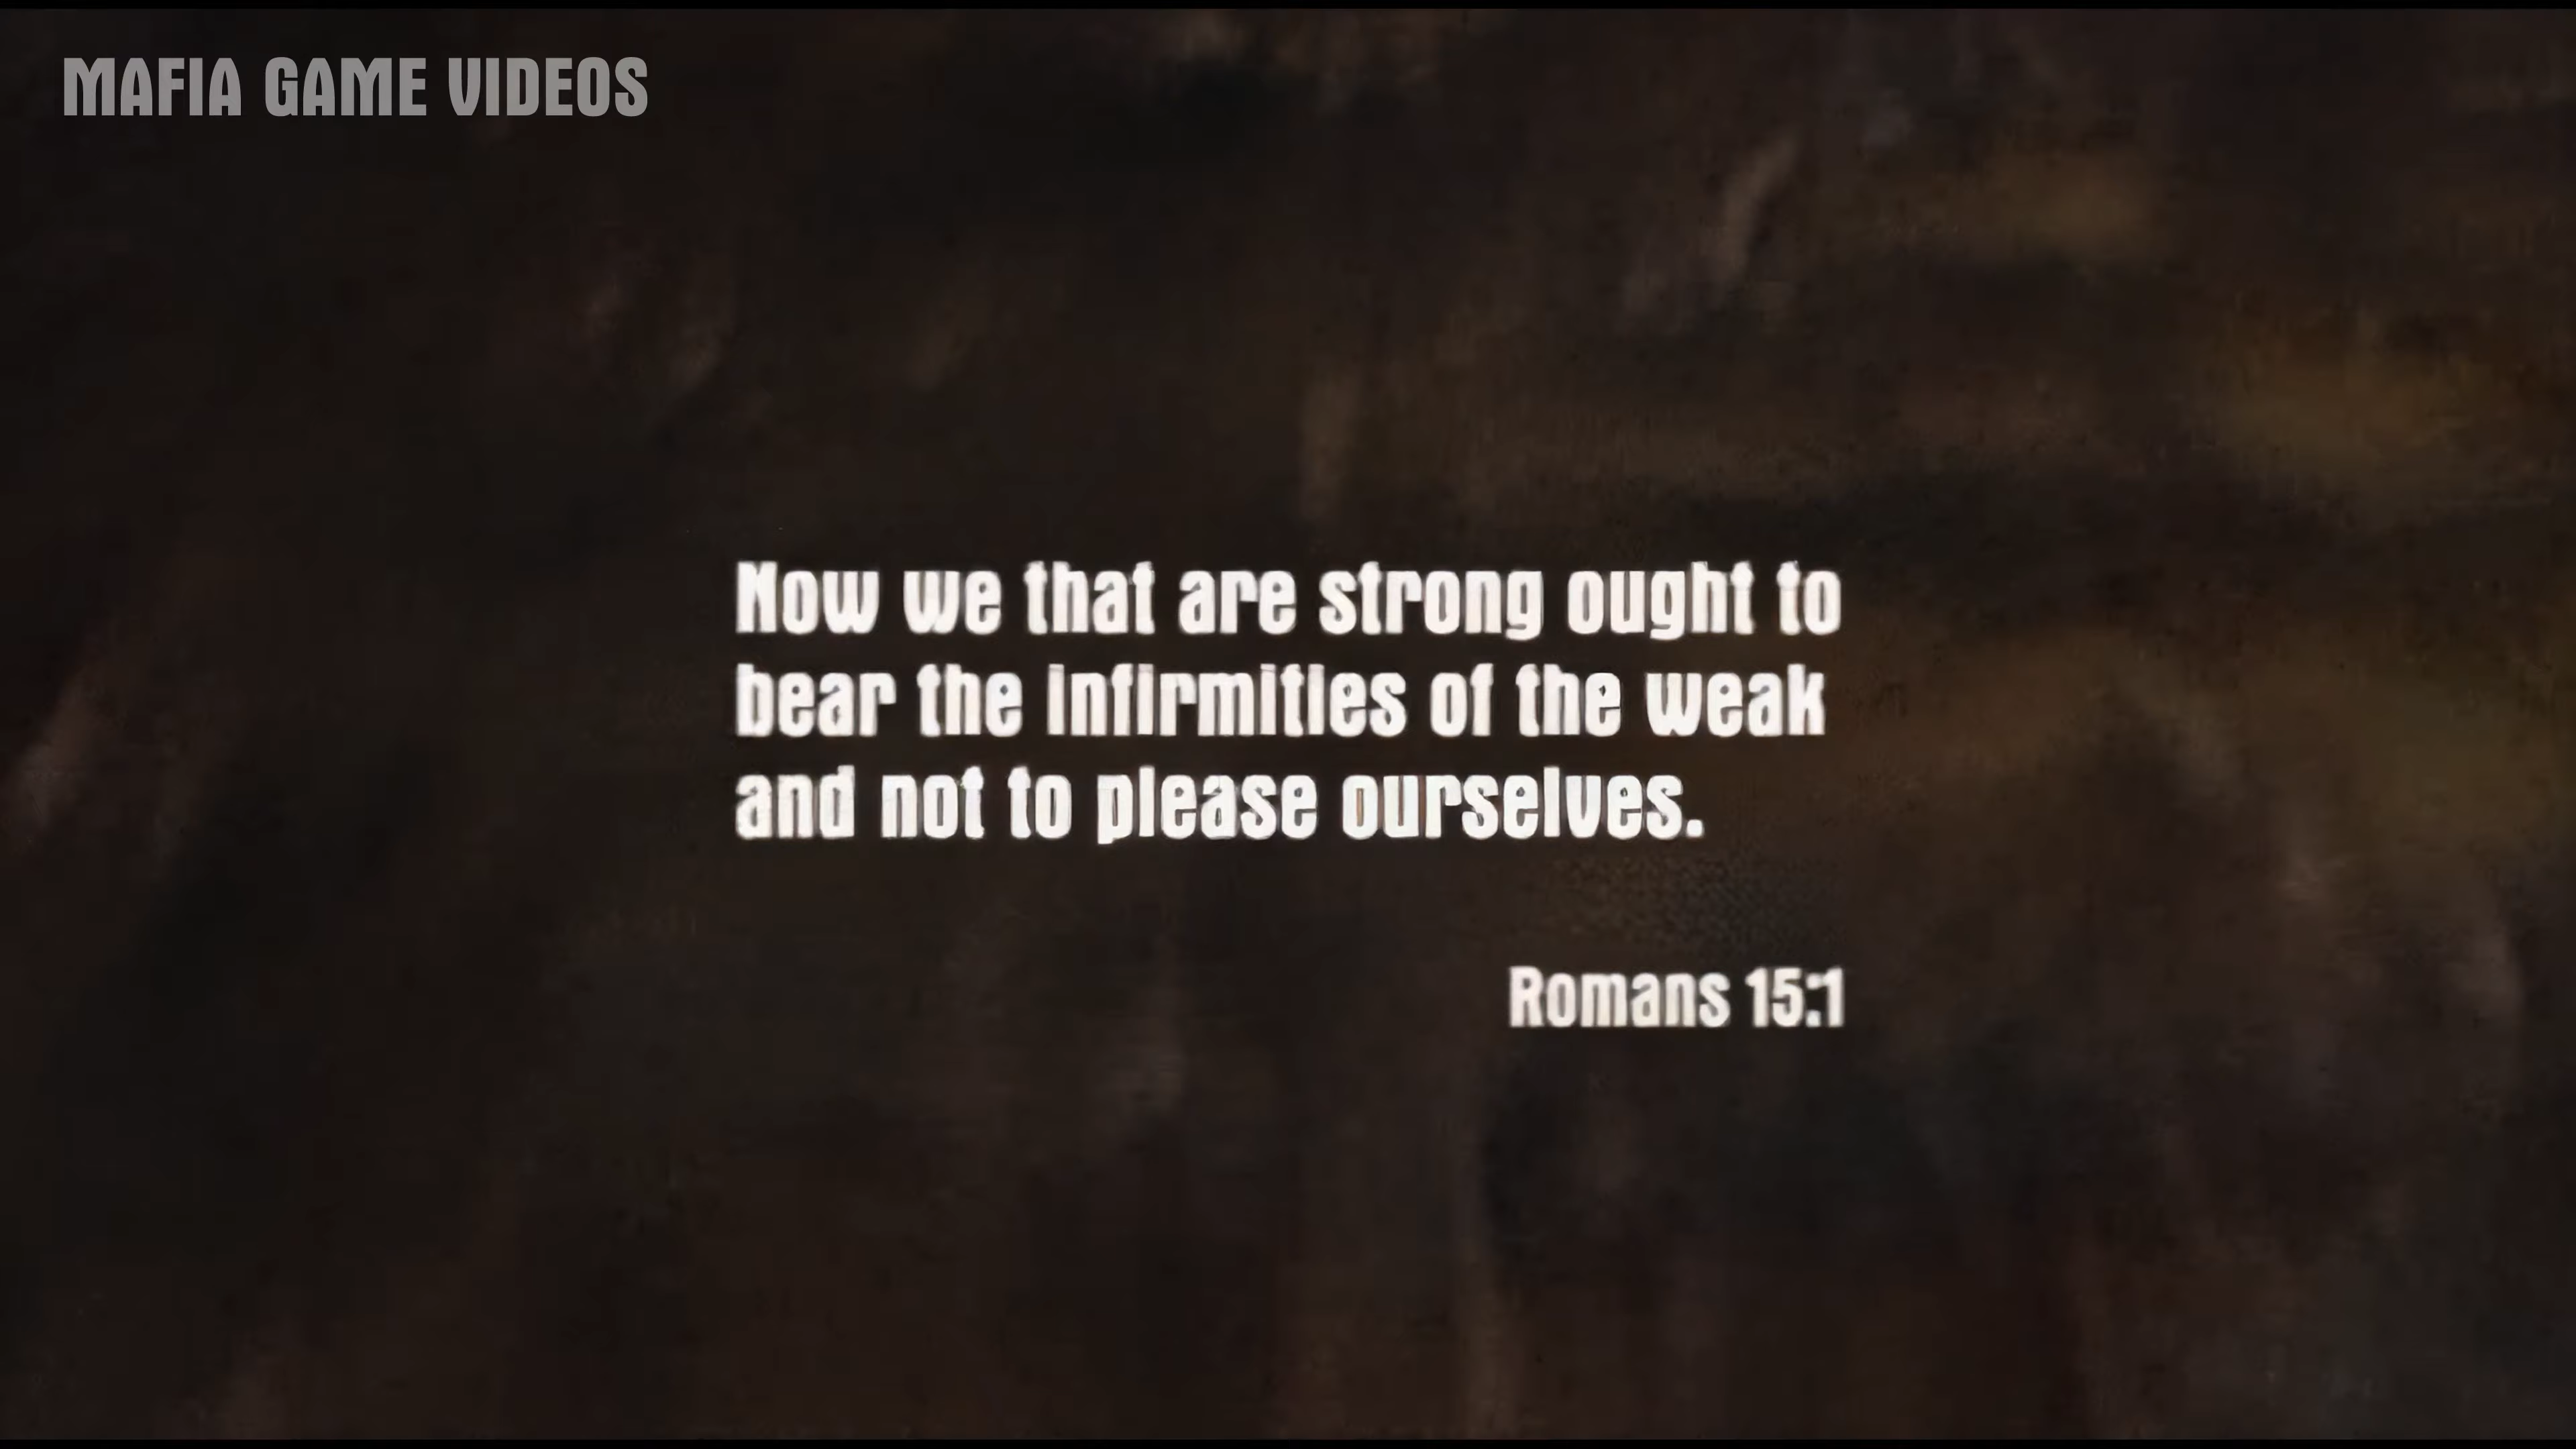 MAFIA GAME VIDEOS
Now we that are strong ought to
bear the infirmities of the weak
and not to please ourselves.
Romans 15:1